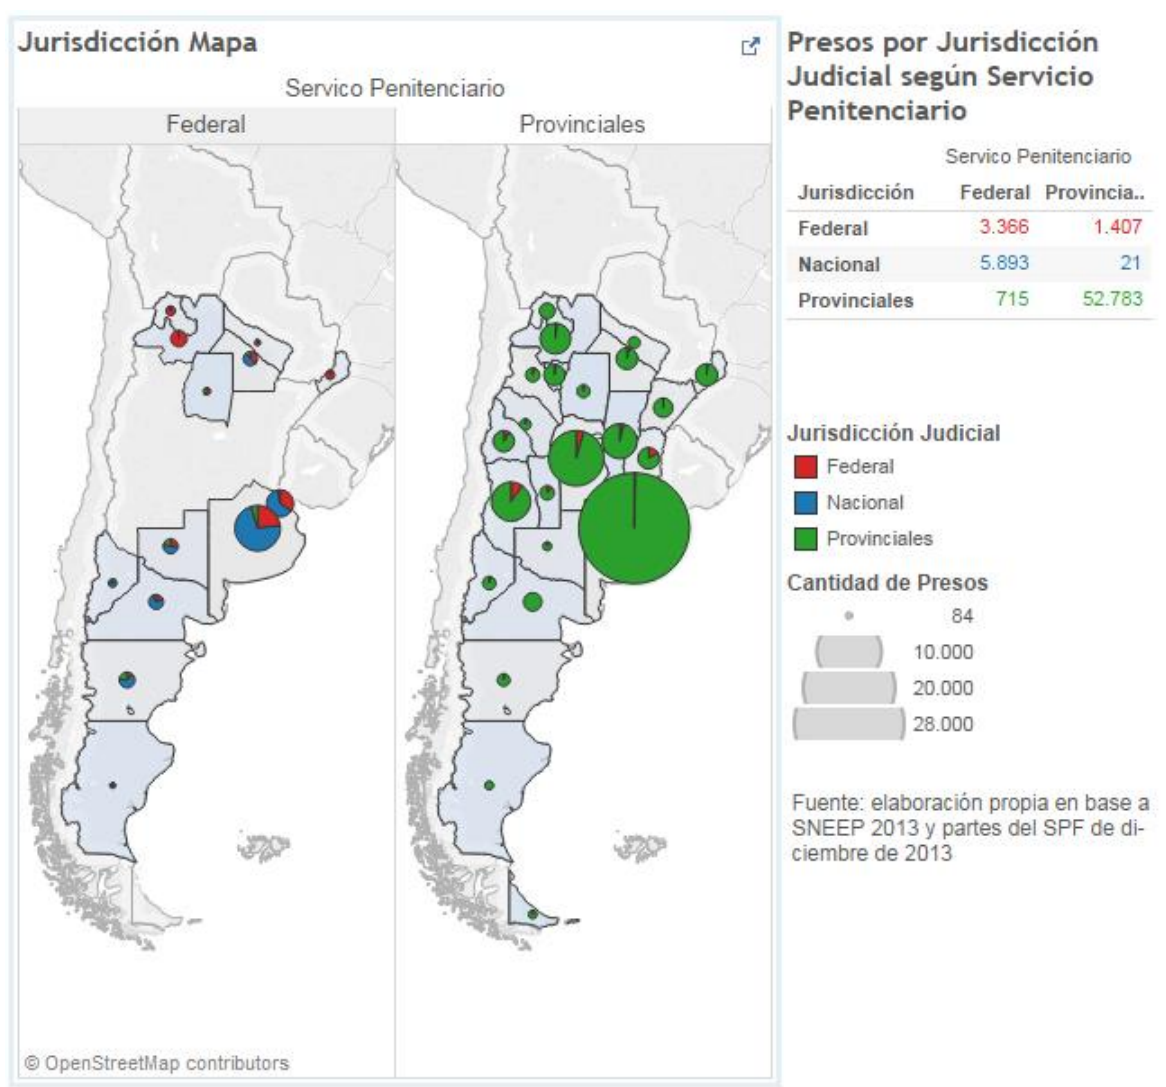 Jurisdicción Mapa
Servico Penitenciario
Federal Provinciales
© OpenStreetMap contributors
Presos por Jurisdicción
Judicial según Servicio
Penitenciario
Servico Penitenciario
Jurisdicción Federal Provincia..
Federal 3.366 1.407
Nacional 5.893 21
Provinciales 715 52.783
Jurisdicción Judicial
Federal
Nacional
Provinciales
Cantidad de Presos
84
10.000
20.000
28.000
Fuente: elaboración propia en base a
SNEEP 2013 y partes del SPF de di-
ciembre de 2013